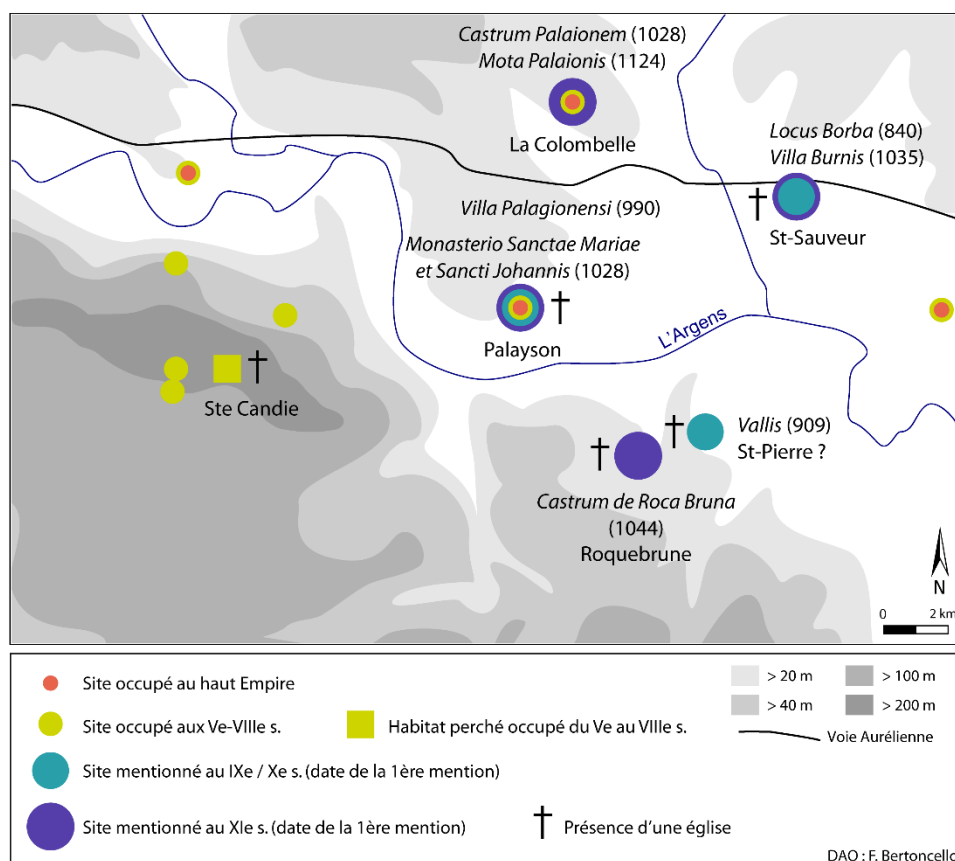 Castrum Palaionem (1028)
Mota Palaionis (1124)
La Colombelle
Locus Borba (840)
Villa Burnis (1035)
St-Sauveur
Villa Palagionensi (990)
Monasterio Sanctae Mariae
et Sancti Johannis (1028)
Palayson
L'Argens
Ste Candie
Vallis (909)
St-Pierre ?
Castrum de Roca Bruna
(1044)
Roquebrune
N
0 2 km
Site occupé au haut Empire
Site occupé aux Ve-VIIIe s.
Habitat perché occupé du Ve au VIIIe s.
Site mentionné au IXe / Xe s. (date de la 1ère mention)
Site mentionné au XIe s. (date de la 1ère mention)
Présence d'une église
> 20 m > 100 m
> 40 m > 200 m
Voie Aurélienne
DAO : F. Bertoncello